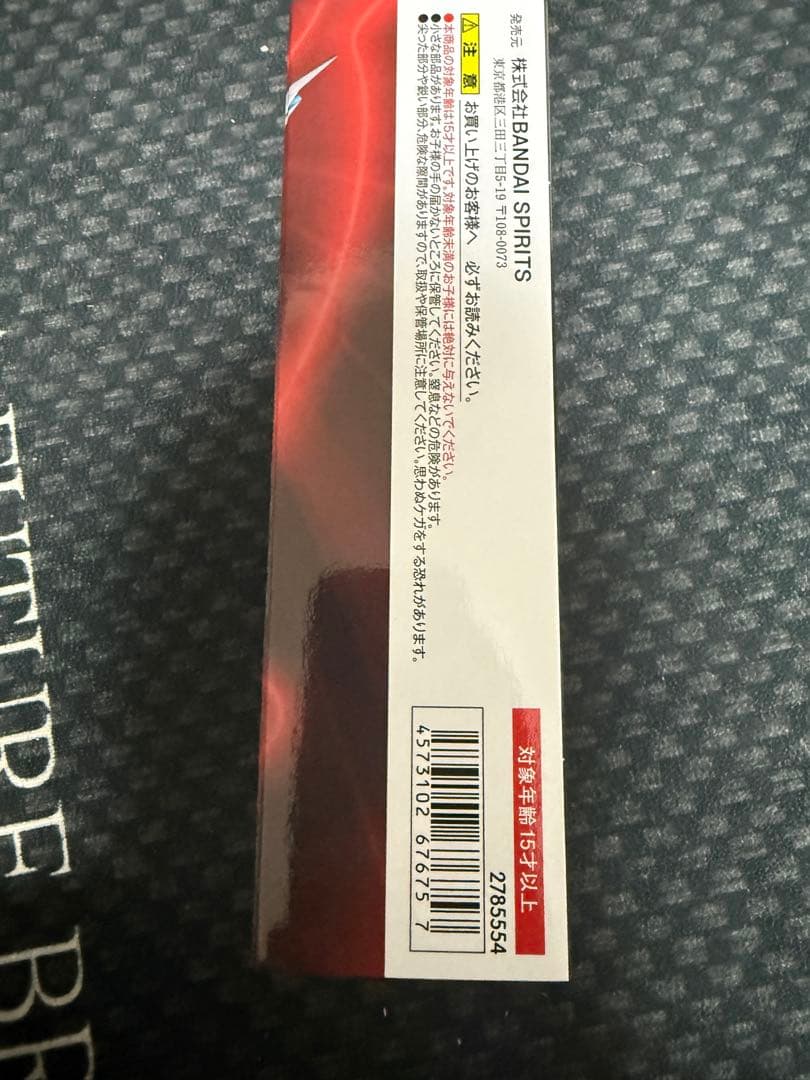 発売元 株式会社BANDAI SPIRITS
東京都港区三田三丁目5-19 〒108-0073
⚠注意 お買い上げのお客様へ 必ずお読みください。
●本商品の対象年齢は15才以上です。対象年齢未満のお子様には絶対に与えないでください。
●小さな部品があります。お子様の手の届かないところに保管してください。窒息などの危険があります。
●尖った部分や鋭い部分、危険な隙間がありますので、取扱や保管場所に注意してください。思わぬケガをする恐れがあります。
対象年齢15才以上
2785554
4573102 67675 7